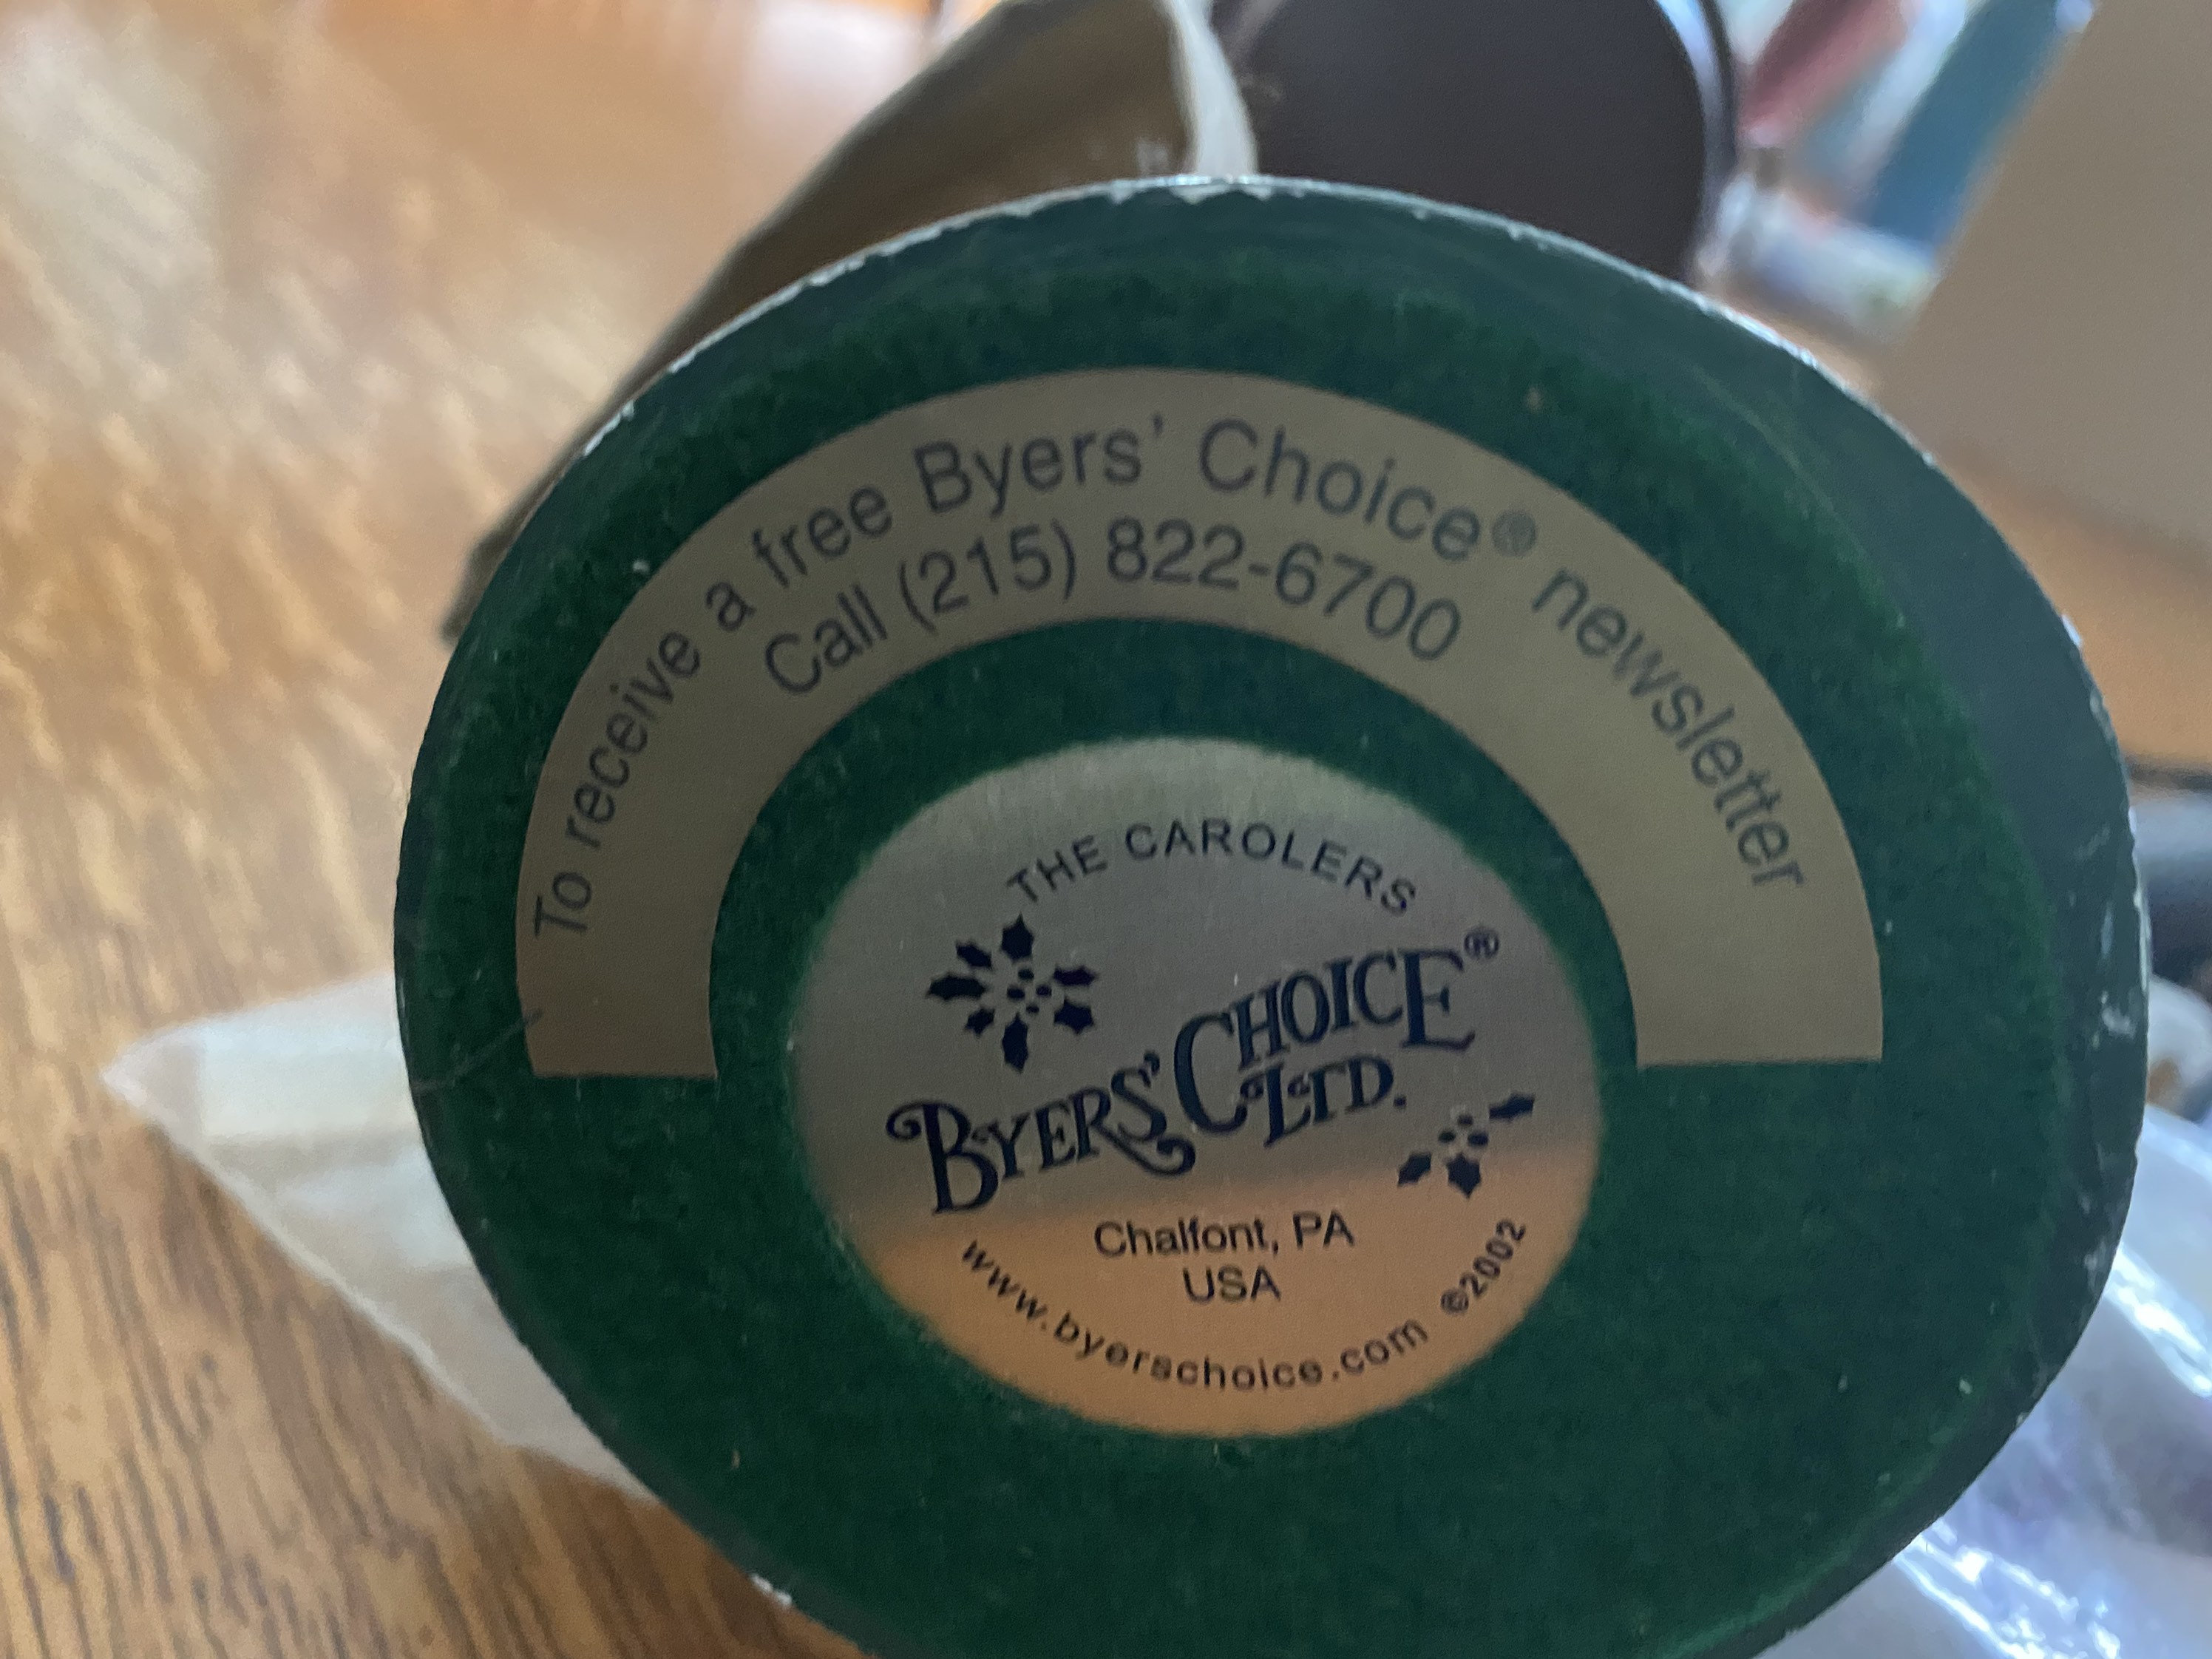 To receive a free Byers' Choice® newsletter
Call (215) 822-6700
THE CAROLERS
BYERS' CHOICE®
LTD.
Chalfont, PA
USA
www.byerschoice.com ©2002